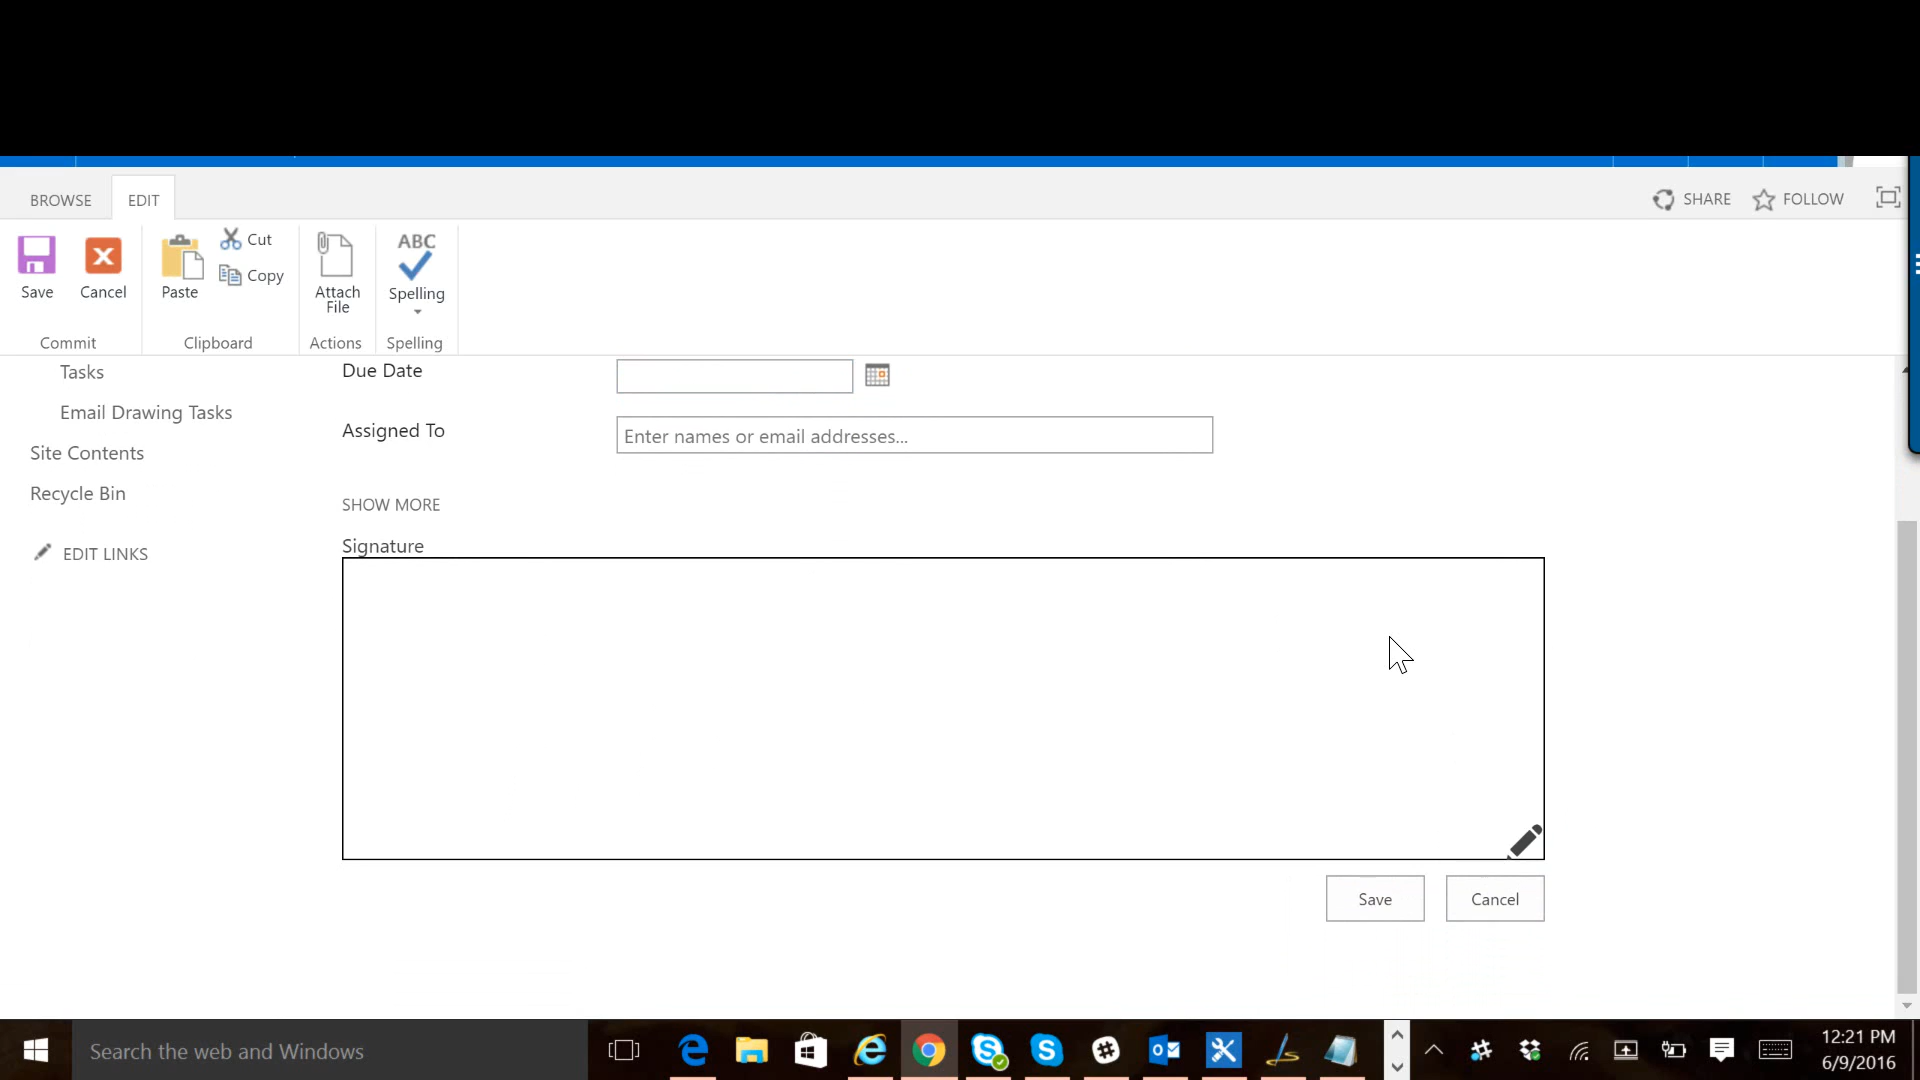 BROWSE
EDIT
SHARE
FOLLOW
Save
Cancel
Paste
Cut
Copy
Attach
File
ABC
Spelling
Commit
Clipboard
Actions
Spelling
Tasks
Email Drawing Tasks
Site Contents
Recycle Bin
EDIT LINKS
Due Date
Assigned To
Enter names or email addresses...
SHOW MORE
Signature
Save
Cancel
Search the web and Windows
12:21 PM
6/9/2016